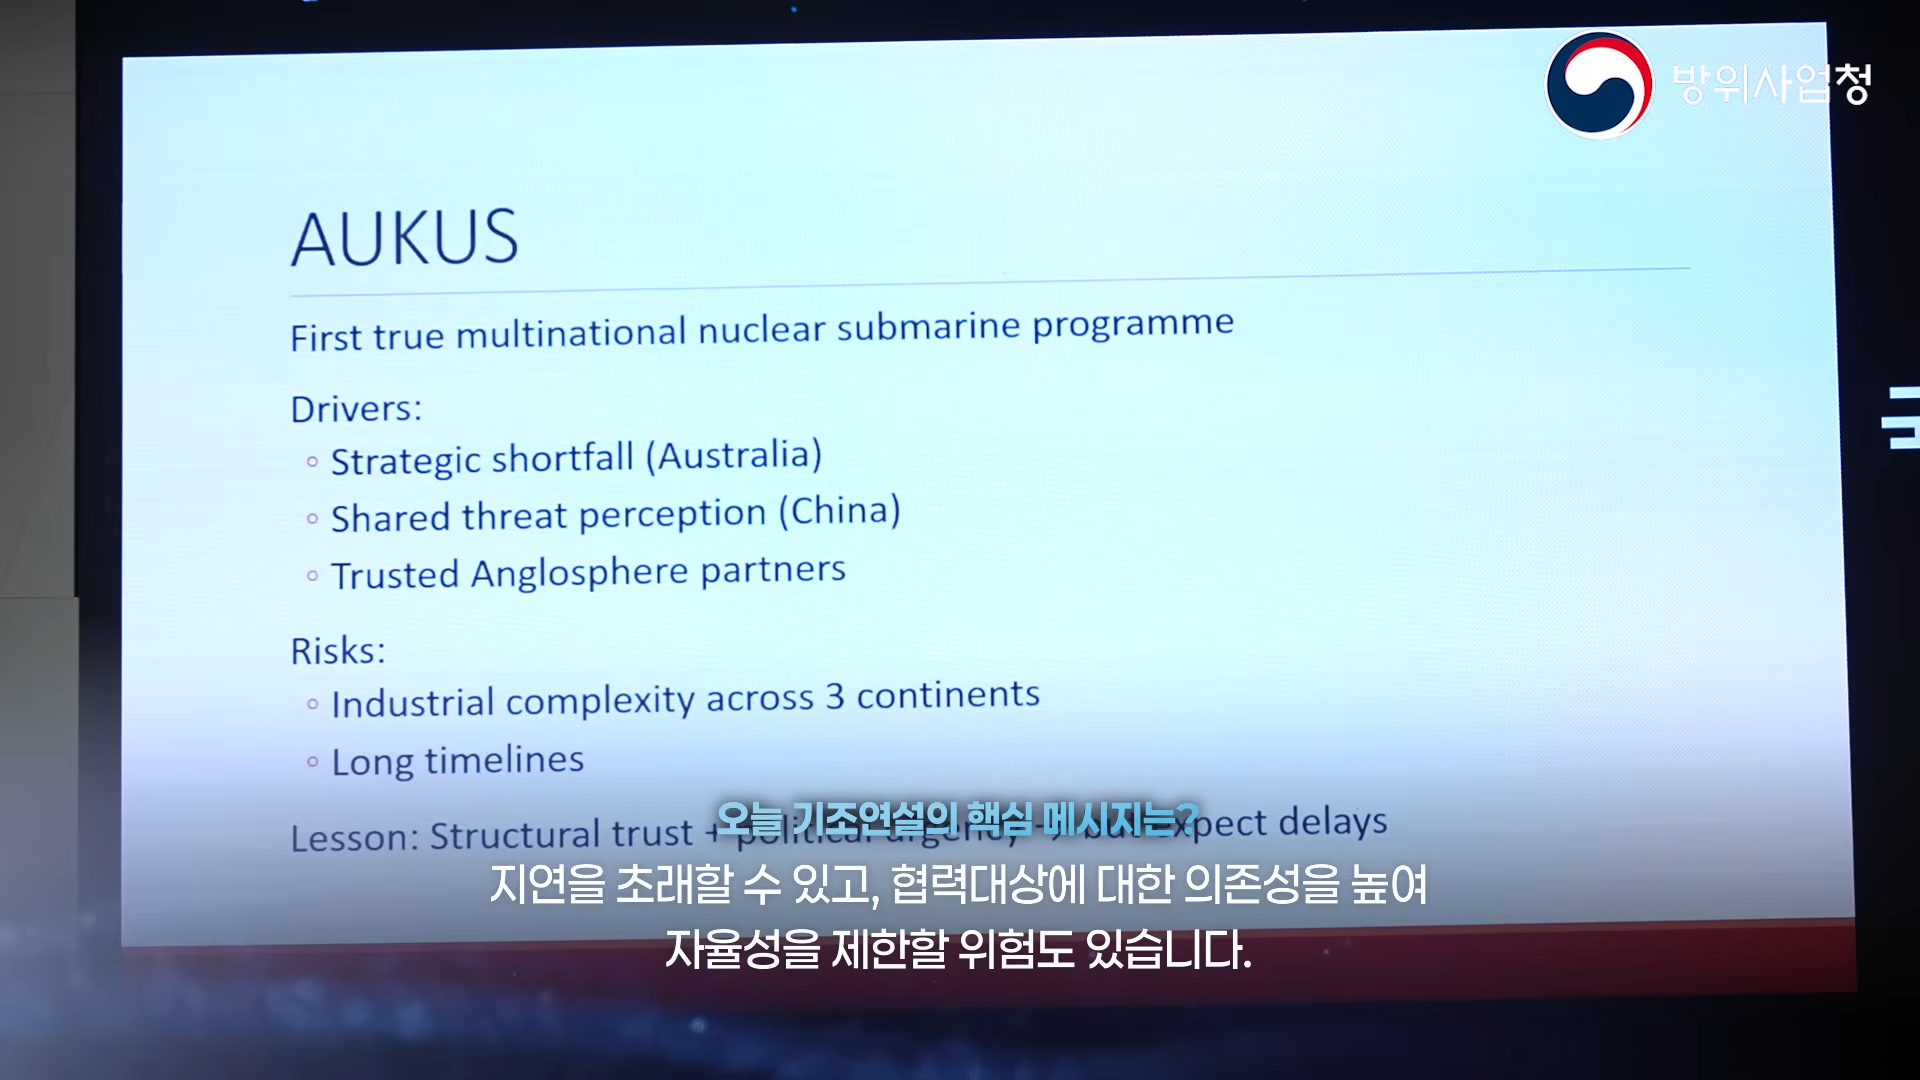 방위사업청
AUKUS
First true multinational nuclear submarine programme
Drivers:
◦ Strategic shortfall (Australia)
◦ Shared threat perception (China)
◦ Trusted Anglosphere partners
Risks:
◦ Industrial complexity across 3 continents
◦ Long timelines
Lesson: Structural trust + political urgency → but expect delays
오늘 기조연설의 핵심 메시지는?
지연을 초래할 수 있고, 협력대상에 대한 의존성을 높여
자율성을 제한할 위험도 있습니다.